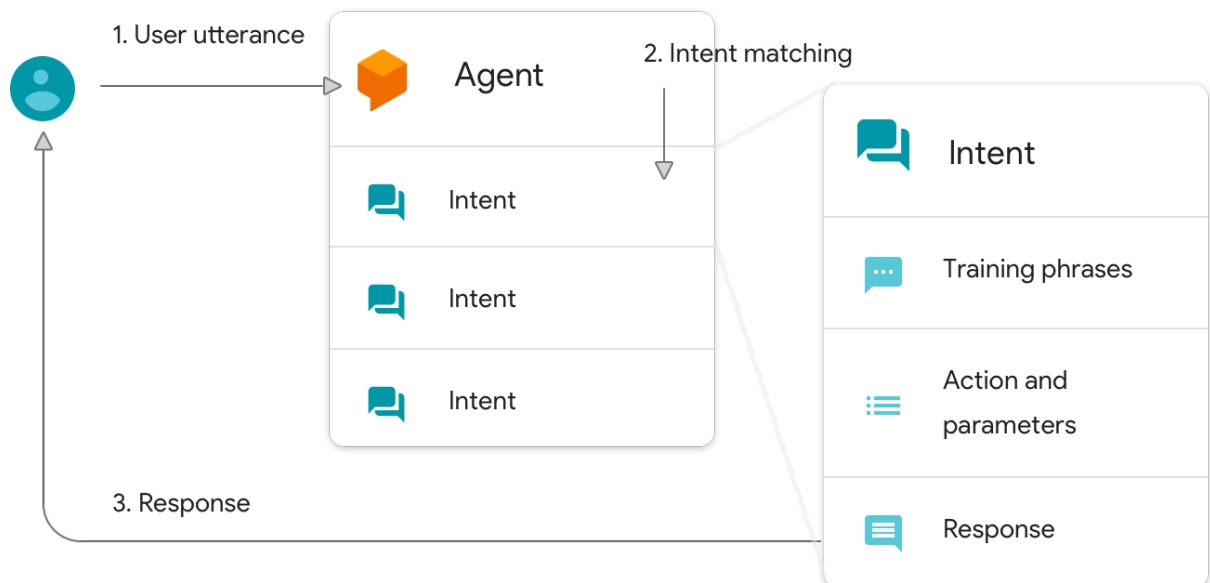 1. User utterance
Agent
2. Intent matching
Intent
Intent
Intent
Intent
Training phrases
Action and
parameters
Response
3. Response